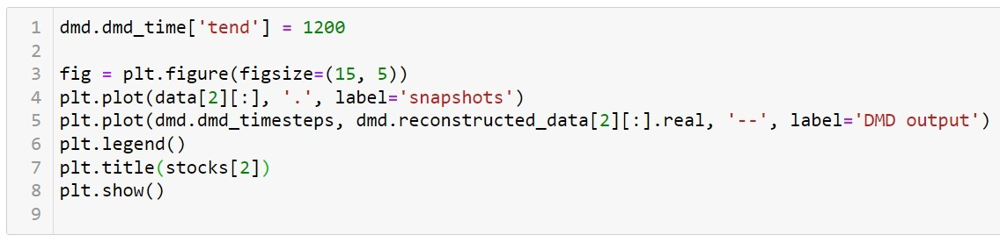 1 dmd.dmd_time['tend'] = 1200
2
3 fig = plt.figure(figsize=(15, 5))
4 plt.plot(data[2][:], '.', label='snapshots')
5 plt.plot(dmd.dmd_timesteps, dmd.reconstructed_data[2][:].real, '--', label='DMD output')
6 plt.legend()
7 plt.title(stocks[2])
8 plt.show()
9